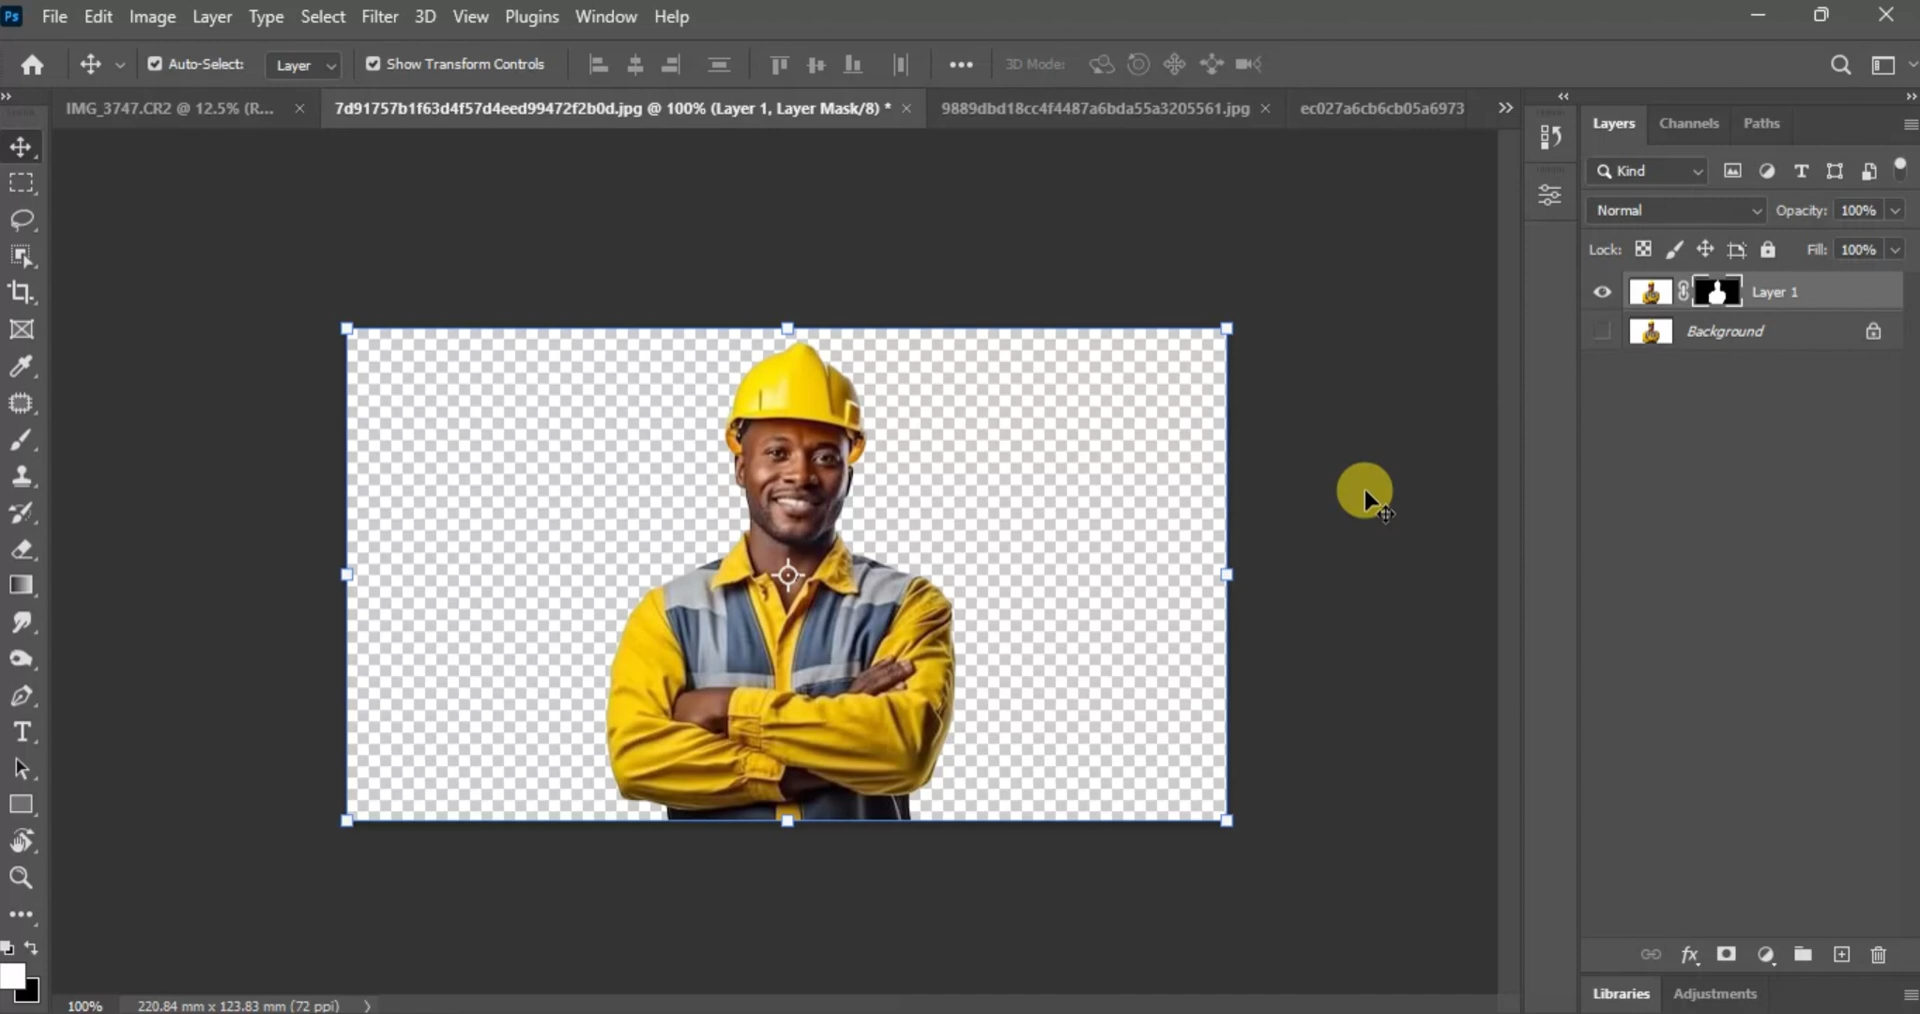 Ps File Edit Image Layer Type Select Filter 3D View Plugins Window Help
Auto-Select: Layer Show Transform Controls 3D Mode:
IMG_3747.CR2 @ 12.5% (R... × 7d91757b1f63d4f57d4eed99472f2b0d.jpg @ 100% (Layer 1, Layer Mask/8) * × 9889dbd18cc4f4487a6bda55a3205561.jpg × ec027a6cb6cb05a6973
Layers Channels Paths
Kind
Normal Opacity: 100%
Lock: Fill: 100%
Layer 1
Background
Libraries Adjustments
100% 220.84 mm x 123.83 mm (72 ppi)